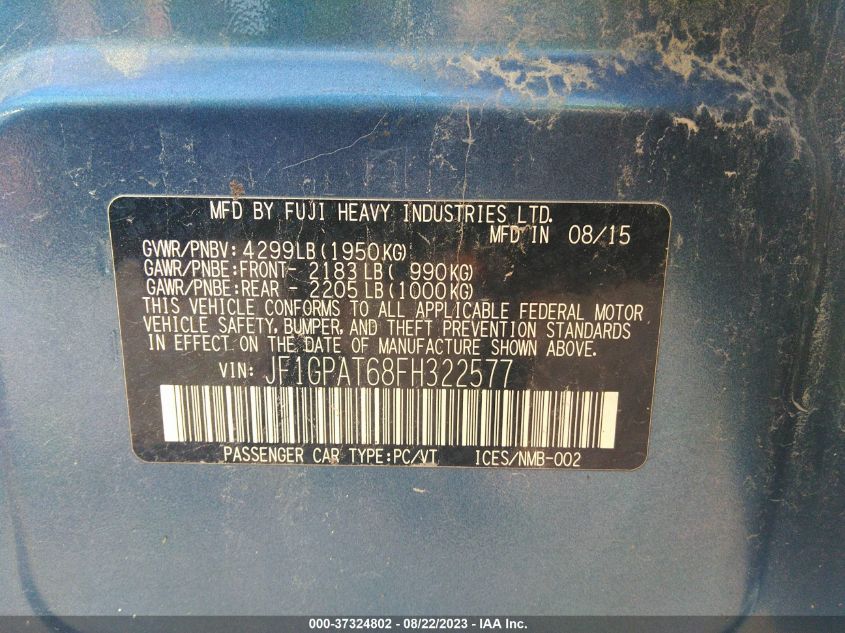 MFD BY FUJI HEAVY INDUSTRIES LTD.
MFD IN 08/15
GVWR/PNBV: 4299LB (1950KG)
GAWR/PNBE:FRONT- 2183 LB ( 990KG)
GAWR/PNBE:REAR - 2205 LB (1000KG)
THIS VEHICLE CONFORMS TO ALL APPLICABLE FEDERAL MOTOR
VEHICLE SAFETY, BUMPER, AND THEFT PREVENTION STANDARDS
IN EFFECT ON THE DATE OF MANUFACTURE SHOWN ABOVE.
VIN: JF1GPAT68FH322577
PASSENGER CAR TYPE:PC/VT ICES/NMB-002
000-37324802 - 08/22/2023 - IAA Inc.